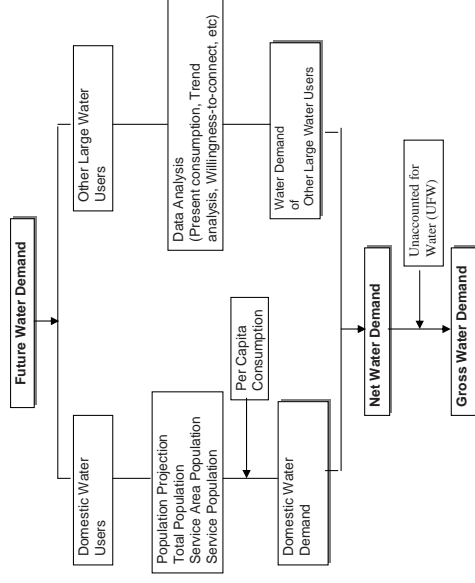 Future Water Demand
Domestic Water
Users
Other Large Water
Users
Population Projection
Total Population
Service Area Population
Service Population
Data Analysis
(Present consumption, Trend
analysis, Willingness-to-connect, etc)
Per Capita
Consumption
Domestic Water
Demand
Water Demand
of
Other Large Water Users
Net Water Demand
Unaccounted for
Water (UFW)
Gross Water Demand